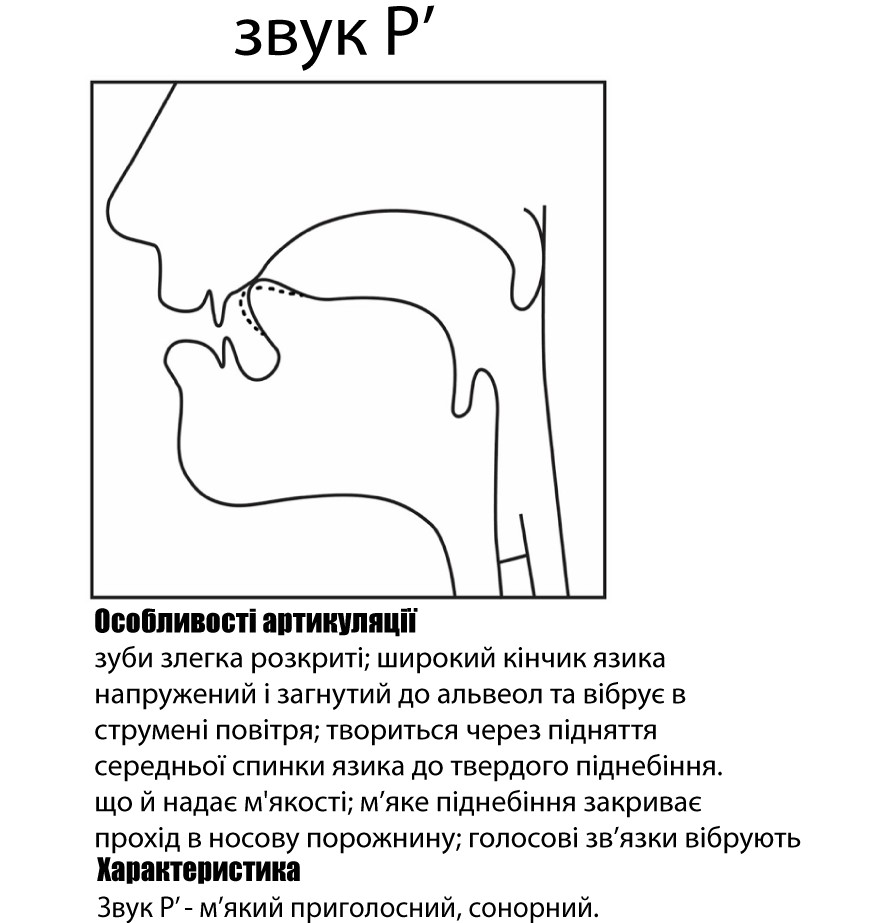 звук Р’
Особливості артикуляції
зуби злегка розкриті; широкий кінчик язика
напружений і загнутий до альвеол та вібрує в
струмені повітря; твориться через підняття
середньої спинки язика до твердого піднебіння.
що й надає м'якості; м’яке піднебіння закриває
прохід в носову порожнину; голосові зв’язки вібрують
Характеристика
Звук Р’ - м’який приголосний, сонорний.